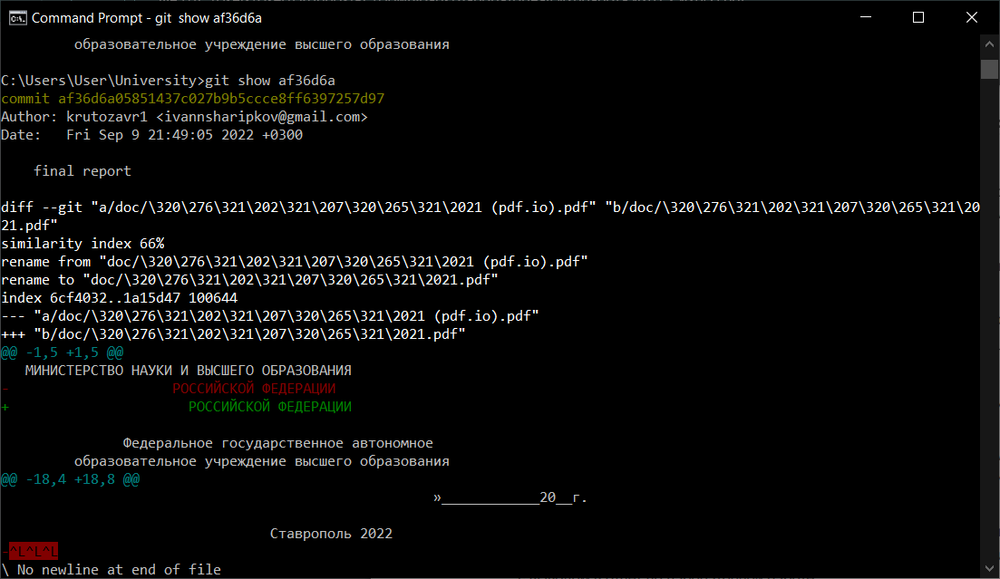 Command Prompt - git  show af36d6a
образовательное учреждение высшего образования
C:\Users\User\University>git show af36d6a
commit af36d6a05851437c027b9b5ccce8ff6397257d97
Author: krutozavr1 <ivannsharipkov@gmail.com>
Date:   Fri Sep 9 21:49:05 2022 +0300
final report
diff --git "a/doc/\320\276\321\202\321\207\320\265\321\2021 (pdf.io).pdf" "b/doc/\320\276\321\202\321\207\320\265\321\20
21.pdf"
similarity index 66%
rename from "doc/\320\276\321\202\321\207\320\265\321\2021 (pdf.io).pdf"
rename to "doc/\320\276\321\202\321\207\320\265\321\2021.pdf"
index 6cf4032..1a15d47 100644
--- "a/doc/\320\276\321\202\321\207\320\265\321\2021 (pdf.io).pdf"
+++ "b/doc/\320\276\321\202\321\207\320\265\321\2021.pdf"
@@ -1,5 +1,5 @@
МИНИСТЕРСТВО НАУКИ И ВЫСШЕГО ОБРАЗОВАНИЯ
- РОССИЙСКОЙ ФЕДЕРАЦИИ
+ РОССИЙСКОЙ ФЕДЕРАЦИИ
Федеральное государственное автономное
образовательное учреждение высшего образования
@@ -18,4 +18,8 @@
»____________20__г.
Ставрополь 2022
-^L^L^L
\ No newline at end of file